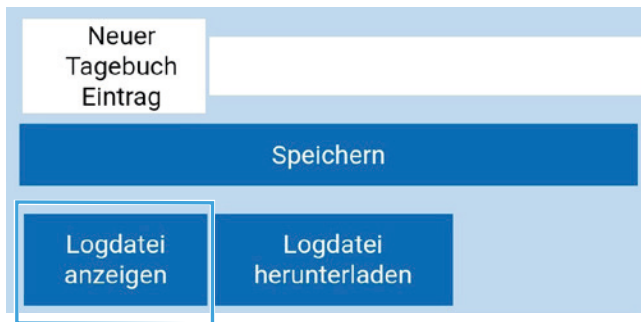 Neuer
Tagebuch
Eintrag
Speichern
Logdatei
anzeigen
Logdatei
herunterladen